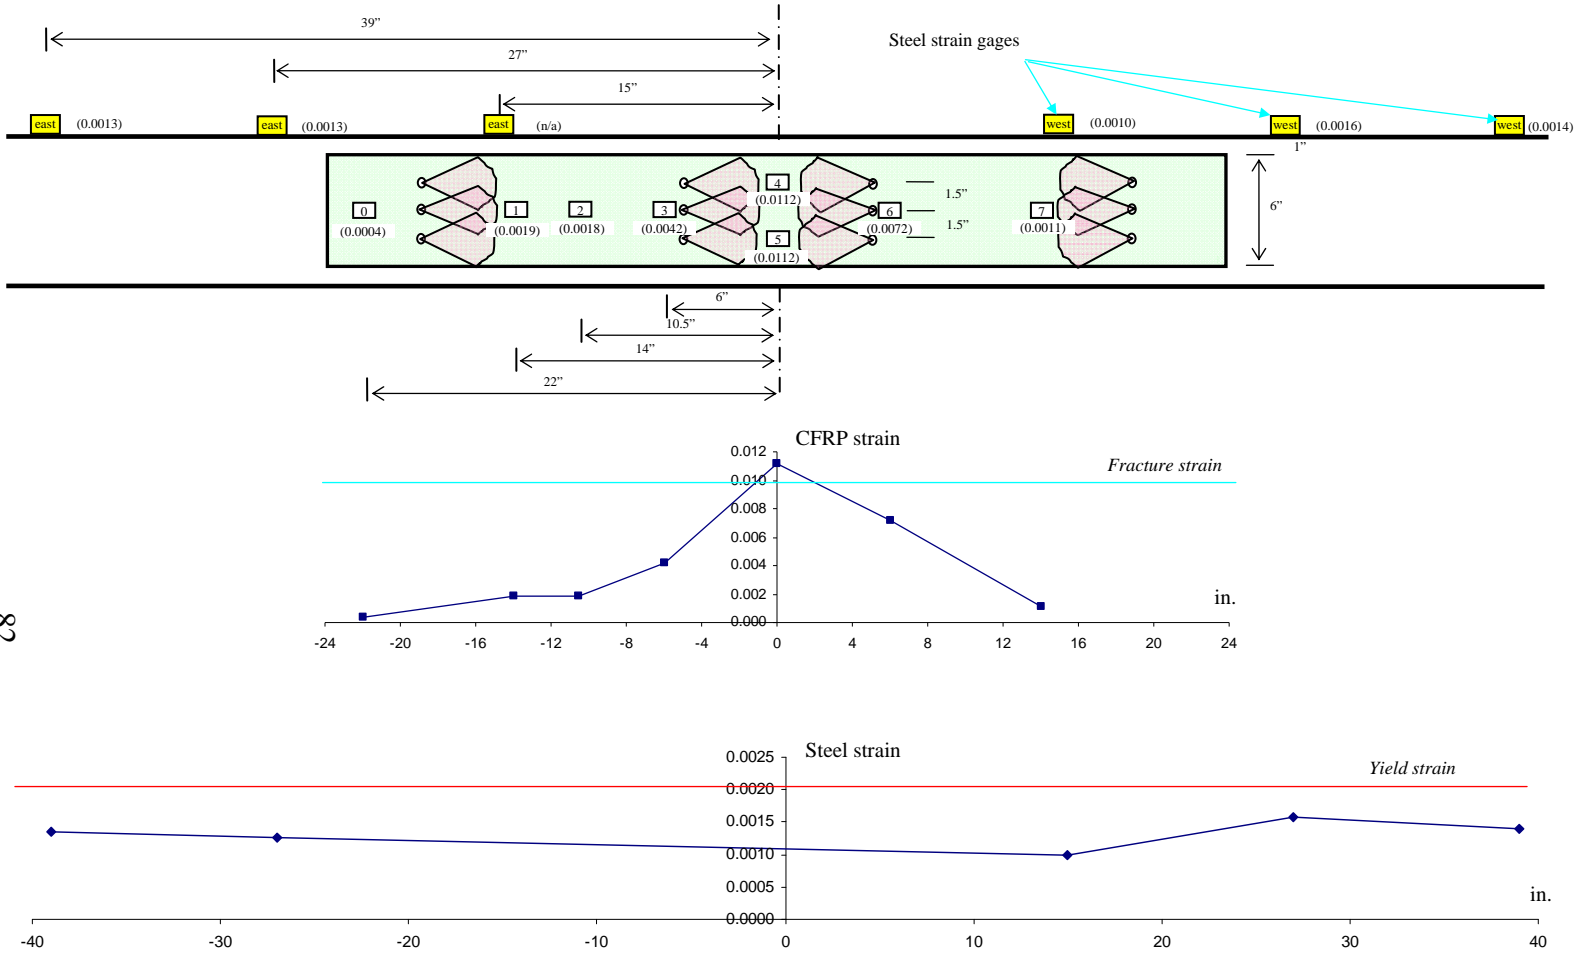 39”
27”
15”
Steel strain gages
east (0.0013) east (0.0013) east (n/a) west (0.0010) west (0.0016) west (0.0014)
1”
4
(0.0112)
1.5”
0 1 2 3 6 7 6”
(0.0004) (0.0019) (0.0018) (0.0042) (0.0072) (0.0011)
1.5”
5
(0.0112)
6”
10.5”
14”
22”
CFRP strain
0.012
Fracture strain
0.010
0.008
0.006
0.004
0.002
in.
0.000
-24 -20 -16 -12 -8 -4 0 4 8 12 16 20 24
82
Steel strain
0.0025
Yield strain
0.0020
0.0015
0.0010
0.0005
in.
0.0000
-40 -30 -20 -10 0 10 20 30 40